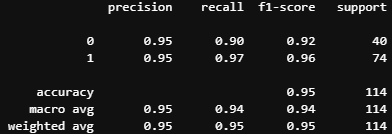 precision recall f1-score support
0 0.95 0.90 0.92 40
1 0.95 0.97 0.96 74
accuracy 0.95 114
macro avg 0.95 0.94 0.94 114
weighted avg 0.95 0.95 0.95 114